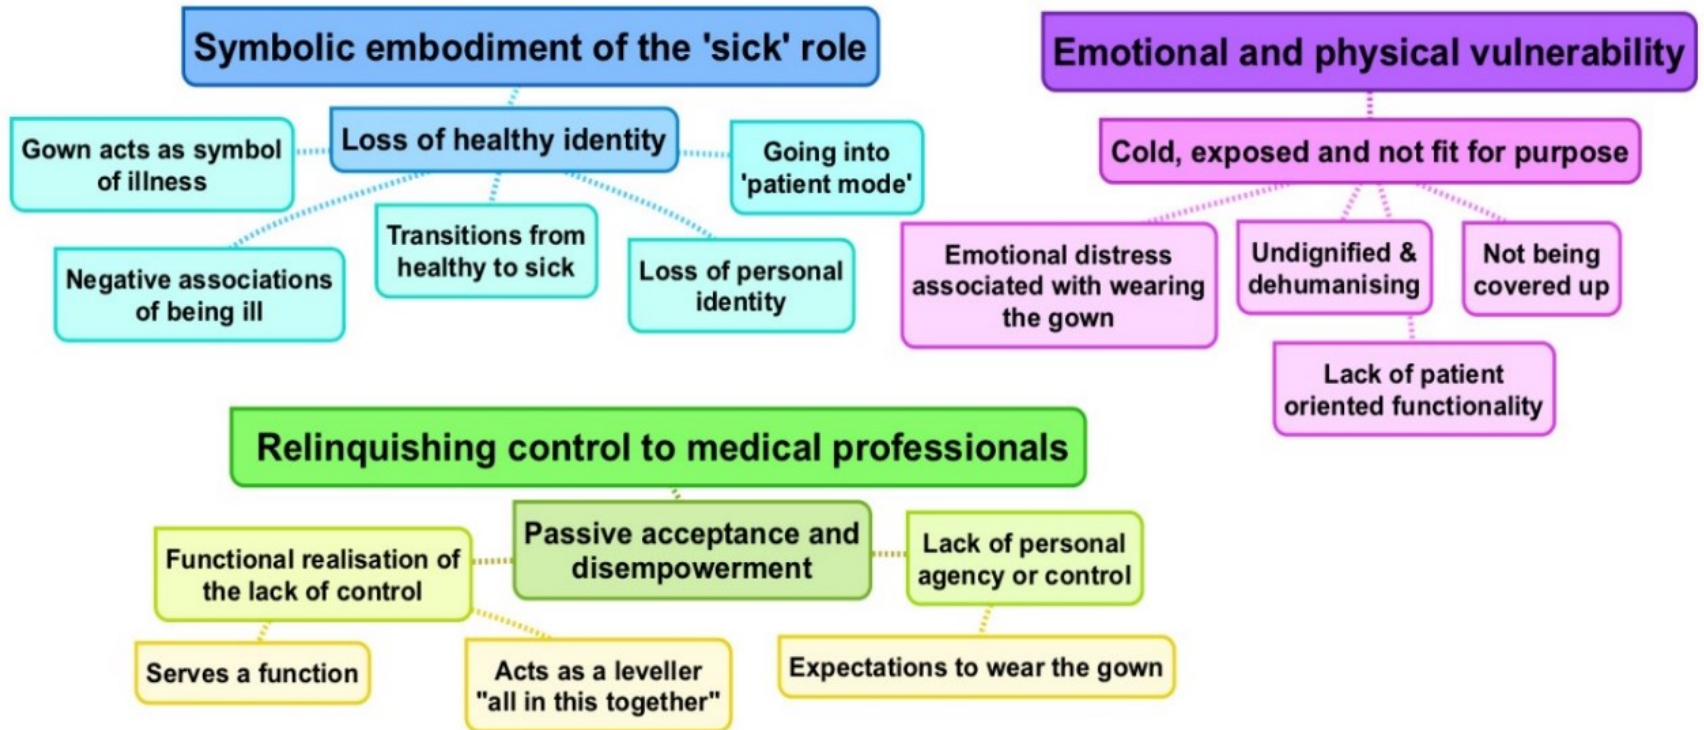 Symbolic embodiment of the 'sick' role
Loss of healthy identity
Gown acts as symbol
of illness
Going into
'patient mode'
Negative associations
of being ill
Transitions from
healthy to sick
Loss of personal
identity
Emotional and physical vulnerability
Cold, exposed and not fit for purpose
Emotional distress
associated with wearing
the gown
Undignified &
dehumanising
Not being
covered up
Lack of patient
oriented functionality
Relinquishing control to medical professionals
Passive acceptance and
disempowerment
Functional realisation of
the lack of control
Lack of personal
agency or control
Serves a function
Acts as a leveller
"all in this together"
Expectations to wear the gown